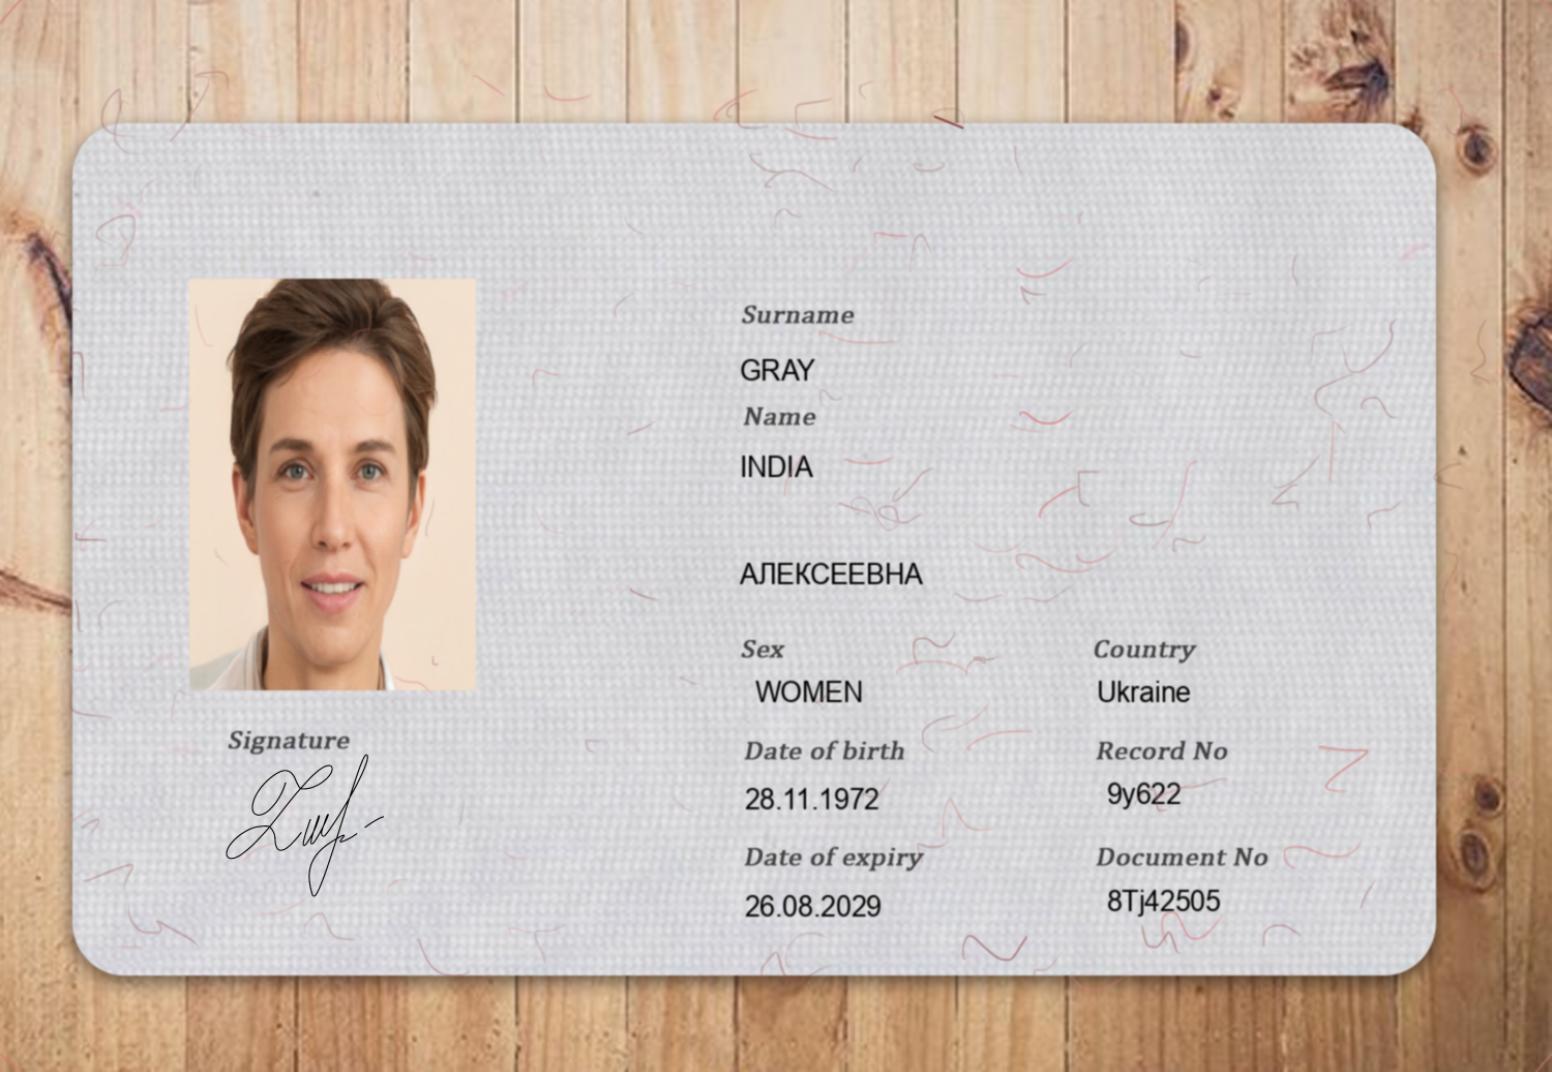 Surname
GRAY
Name
INDIA
АЛЕКСЕЕВНА
Sex
WOMEN
Country
Ukraine
Date of birth
28.11.1972
Record No
9y622
Date of expiry
26.08.2029
Document No
8Tj42505
Signature